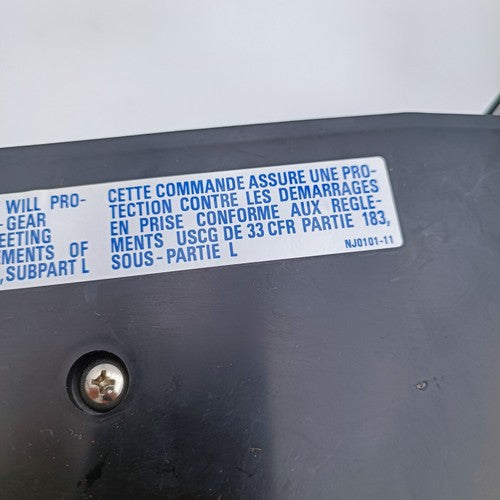 WILL PRO-
-GEAR
EETING
EMENTS OF
, SUBPART L
CETTE COMMANDE ASSURE UNE PRO-
TECTION CONTRE LES DEMARRAGES
EN PRISE CONFORME AUX REGLE-
MENTS USCG DE 33 CFR PARTIE 183,
SOUS-PARTIE L
NJ0101-11